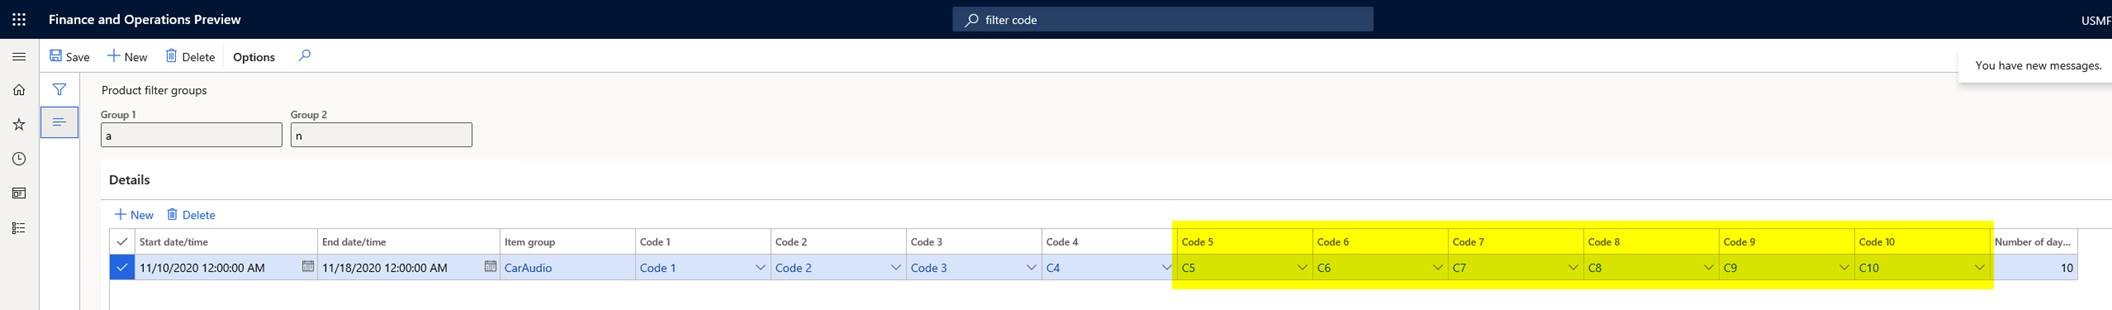 Finance and Operations Preview
filter code
USMF
Save New Delete Options
You have new messages.
Product filter groups
Group 1 Group 2
a n
Details
New Delete
Start date/time End date/time Item group Code 1 Code 2 Code 3 Code 4 Code 5 Code 6 Code 7 Code 8 Code 9 Code 10 Number of day...
11/10/2020 12:00:00 AM 11/18/2020 12:00:00 AM CarAudio Code 1 Code 2 Code 3 C4 C5 C6 C7 C8 C9 C10 10